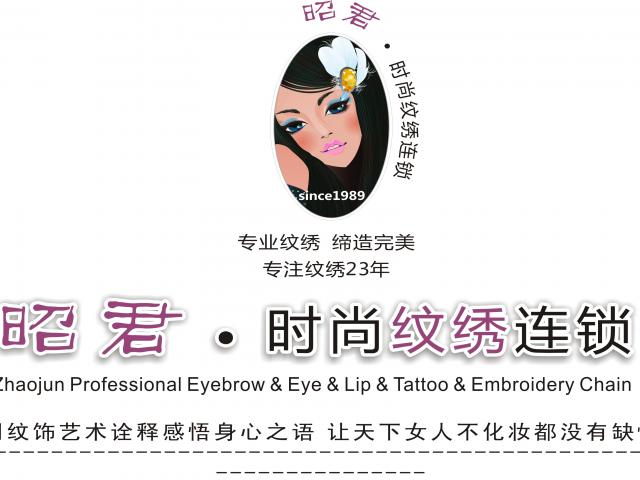 昭君
·时尚纹绣连锁
since1989
专业纹绣 缔造完美
专注纹绣23年
昭君·时尚纹绣连锁
Zhaojun Professional Eyebrow & Eye & Lip & Tattoo & Embroidery Chain
纹饰艺术诠释感悟身心之语 让天下女人不化妆都没有缺